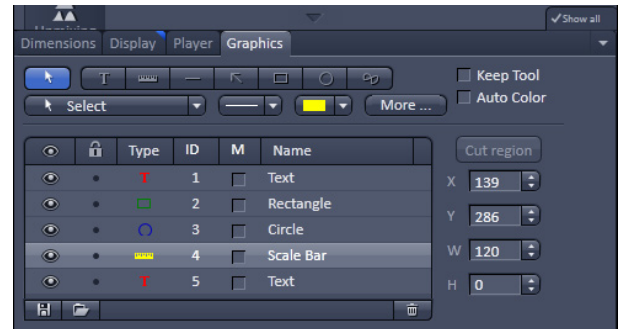 Unmixing
✓Show all
Dimensions Display Player Graphics
T Keep Tool
Select More ... Auto Color
Type ID M Name Cut region
T 1 Text X 139
2 Rectangle
3 Circle Y 286
4 Scale Bar W 120
T 5 Text H 0